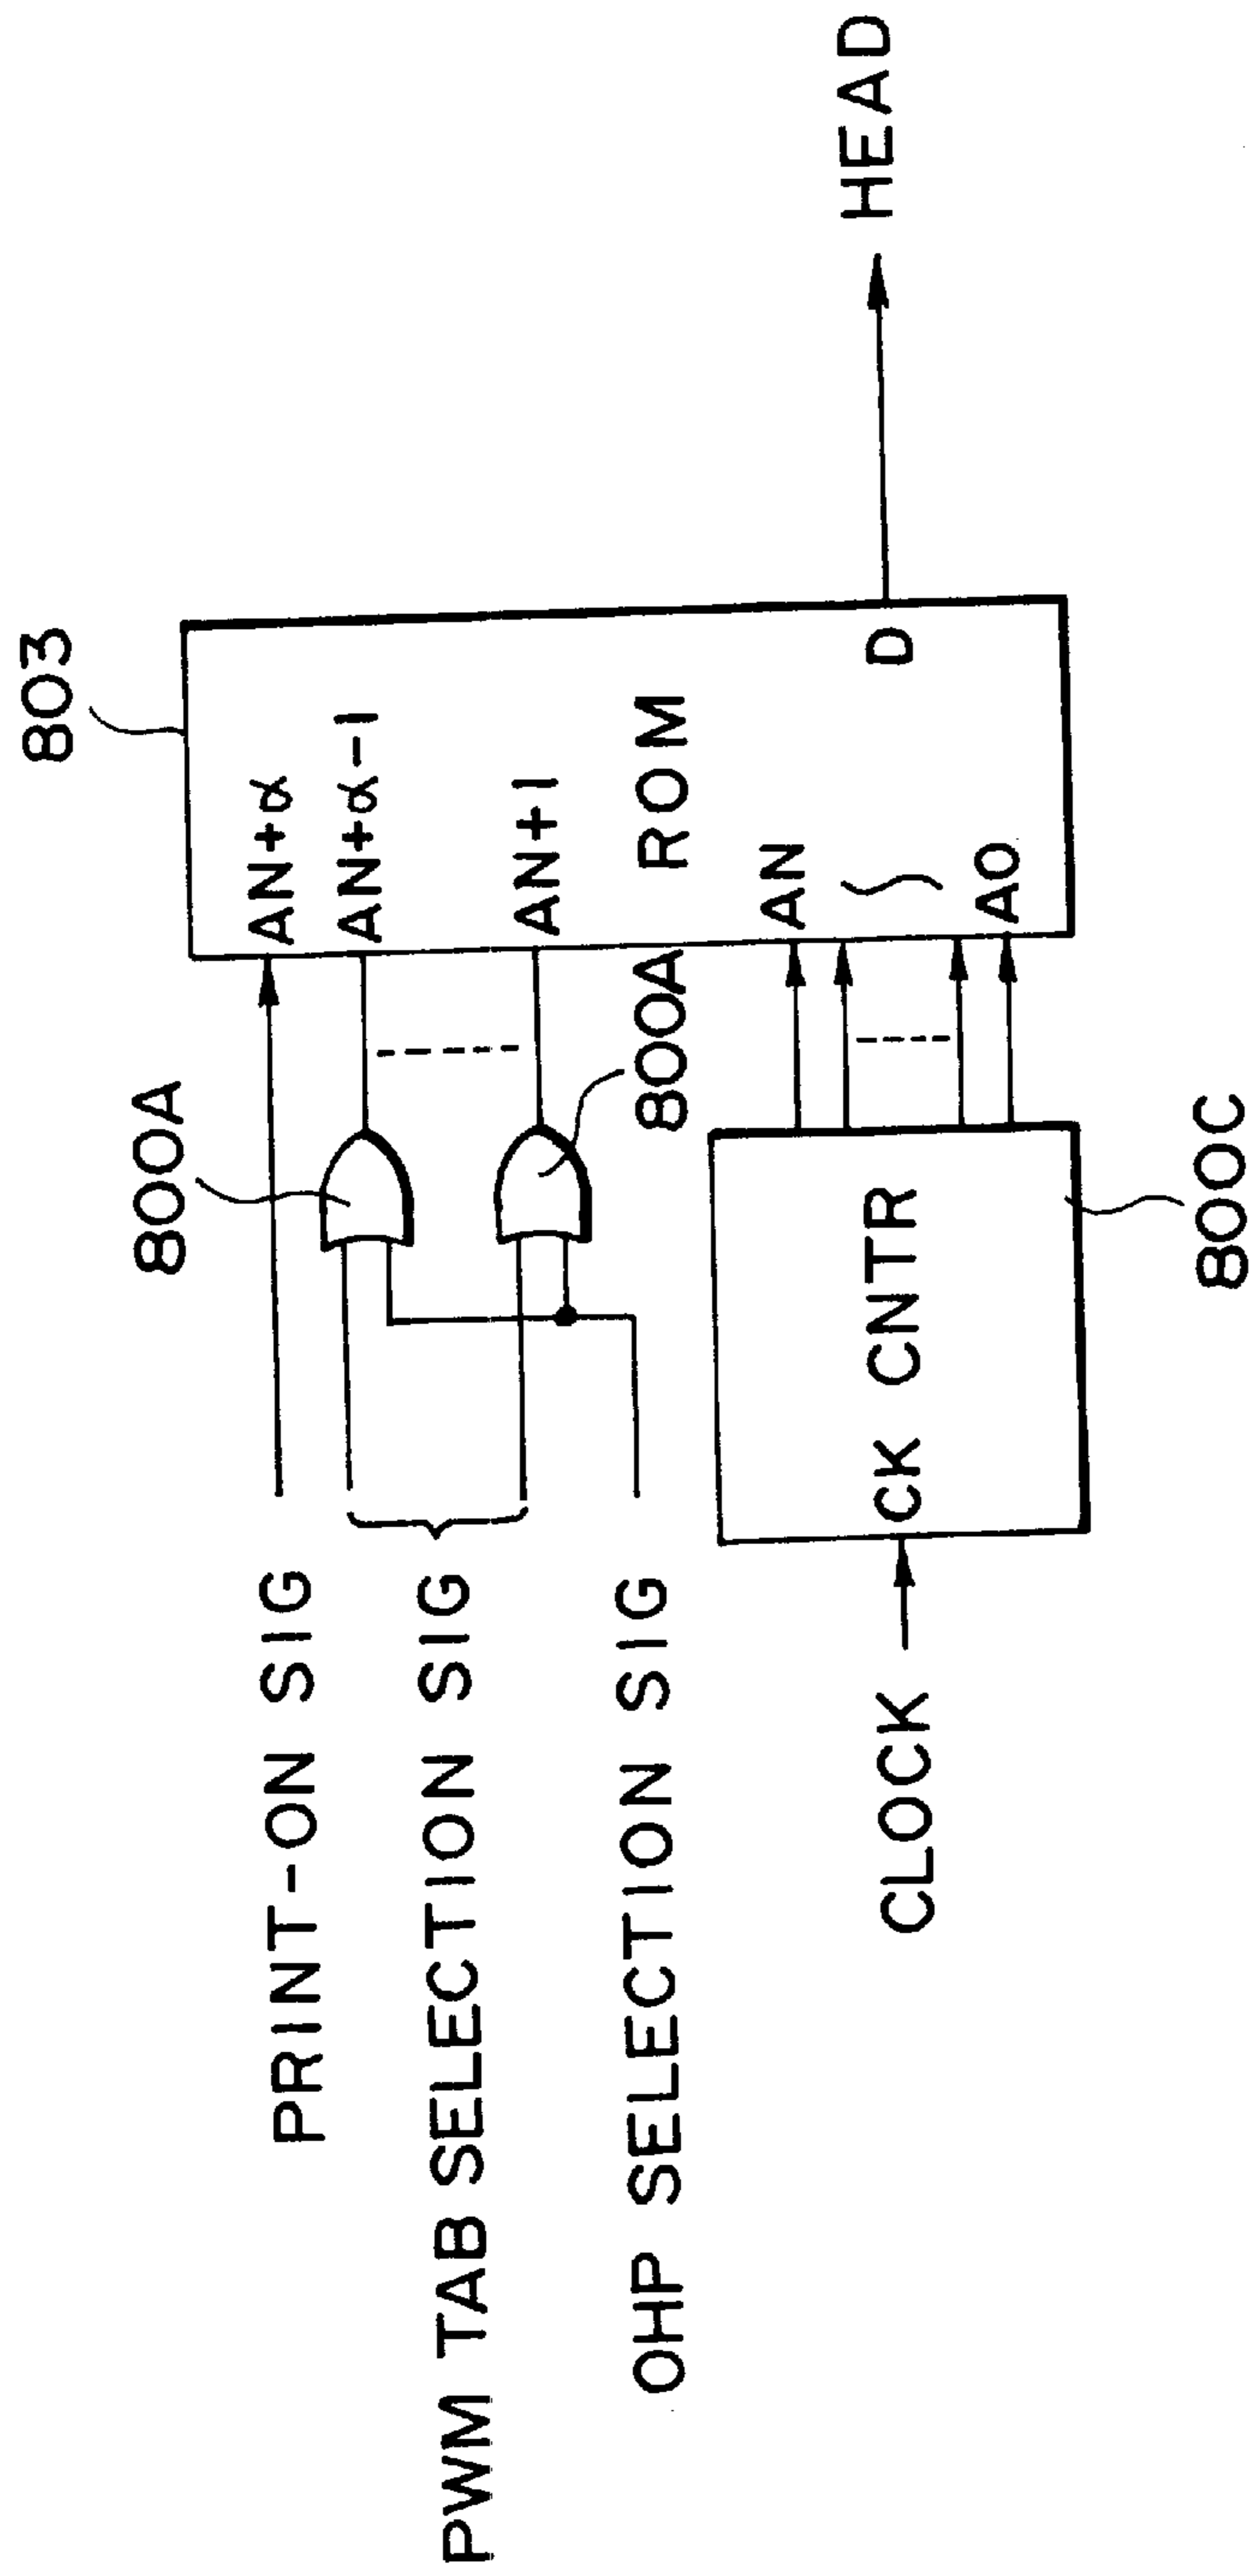 803
800A
PRINT-ON SIG
AN+α
AN+α-1
PWM TAB SELECTION SIG
AN+1
800A
ROM
OHP SELECTION SIG
AN
D
HEAD
CLOCK
CK CNTR
A0
800C